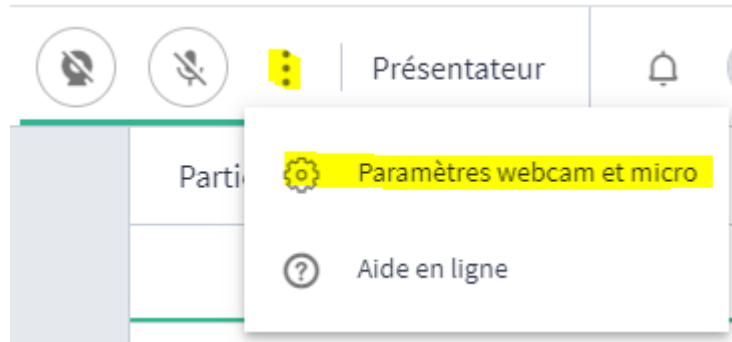 Présentateur
Parti
Paramètres webcam et micro
Aide en ligne